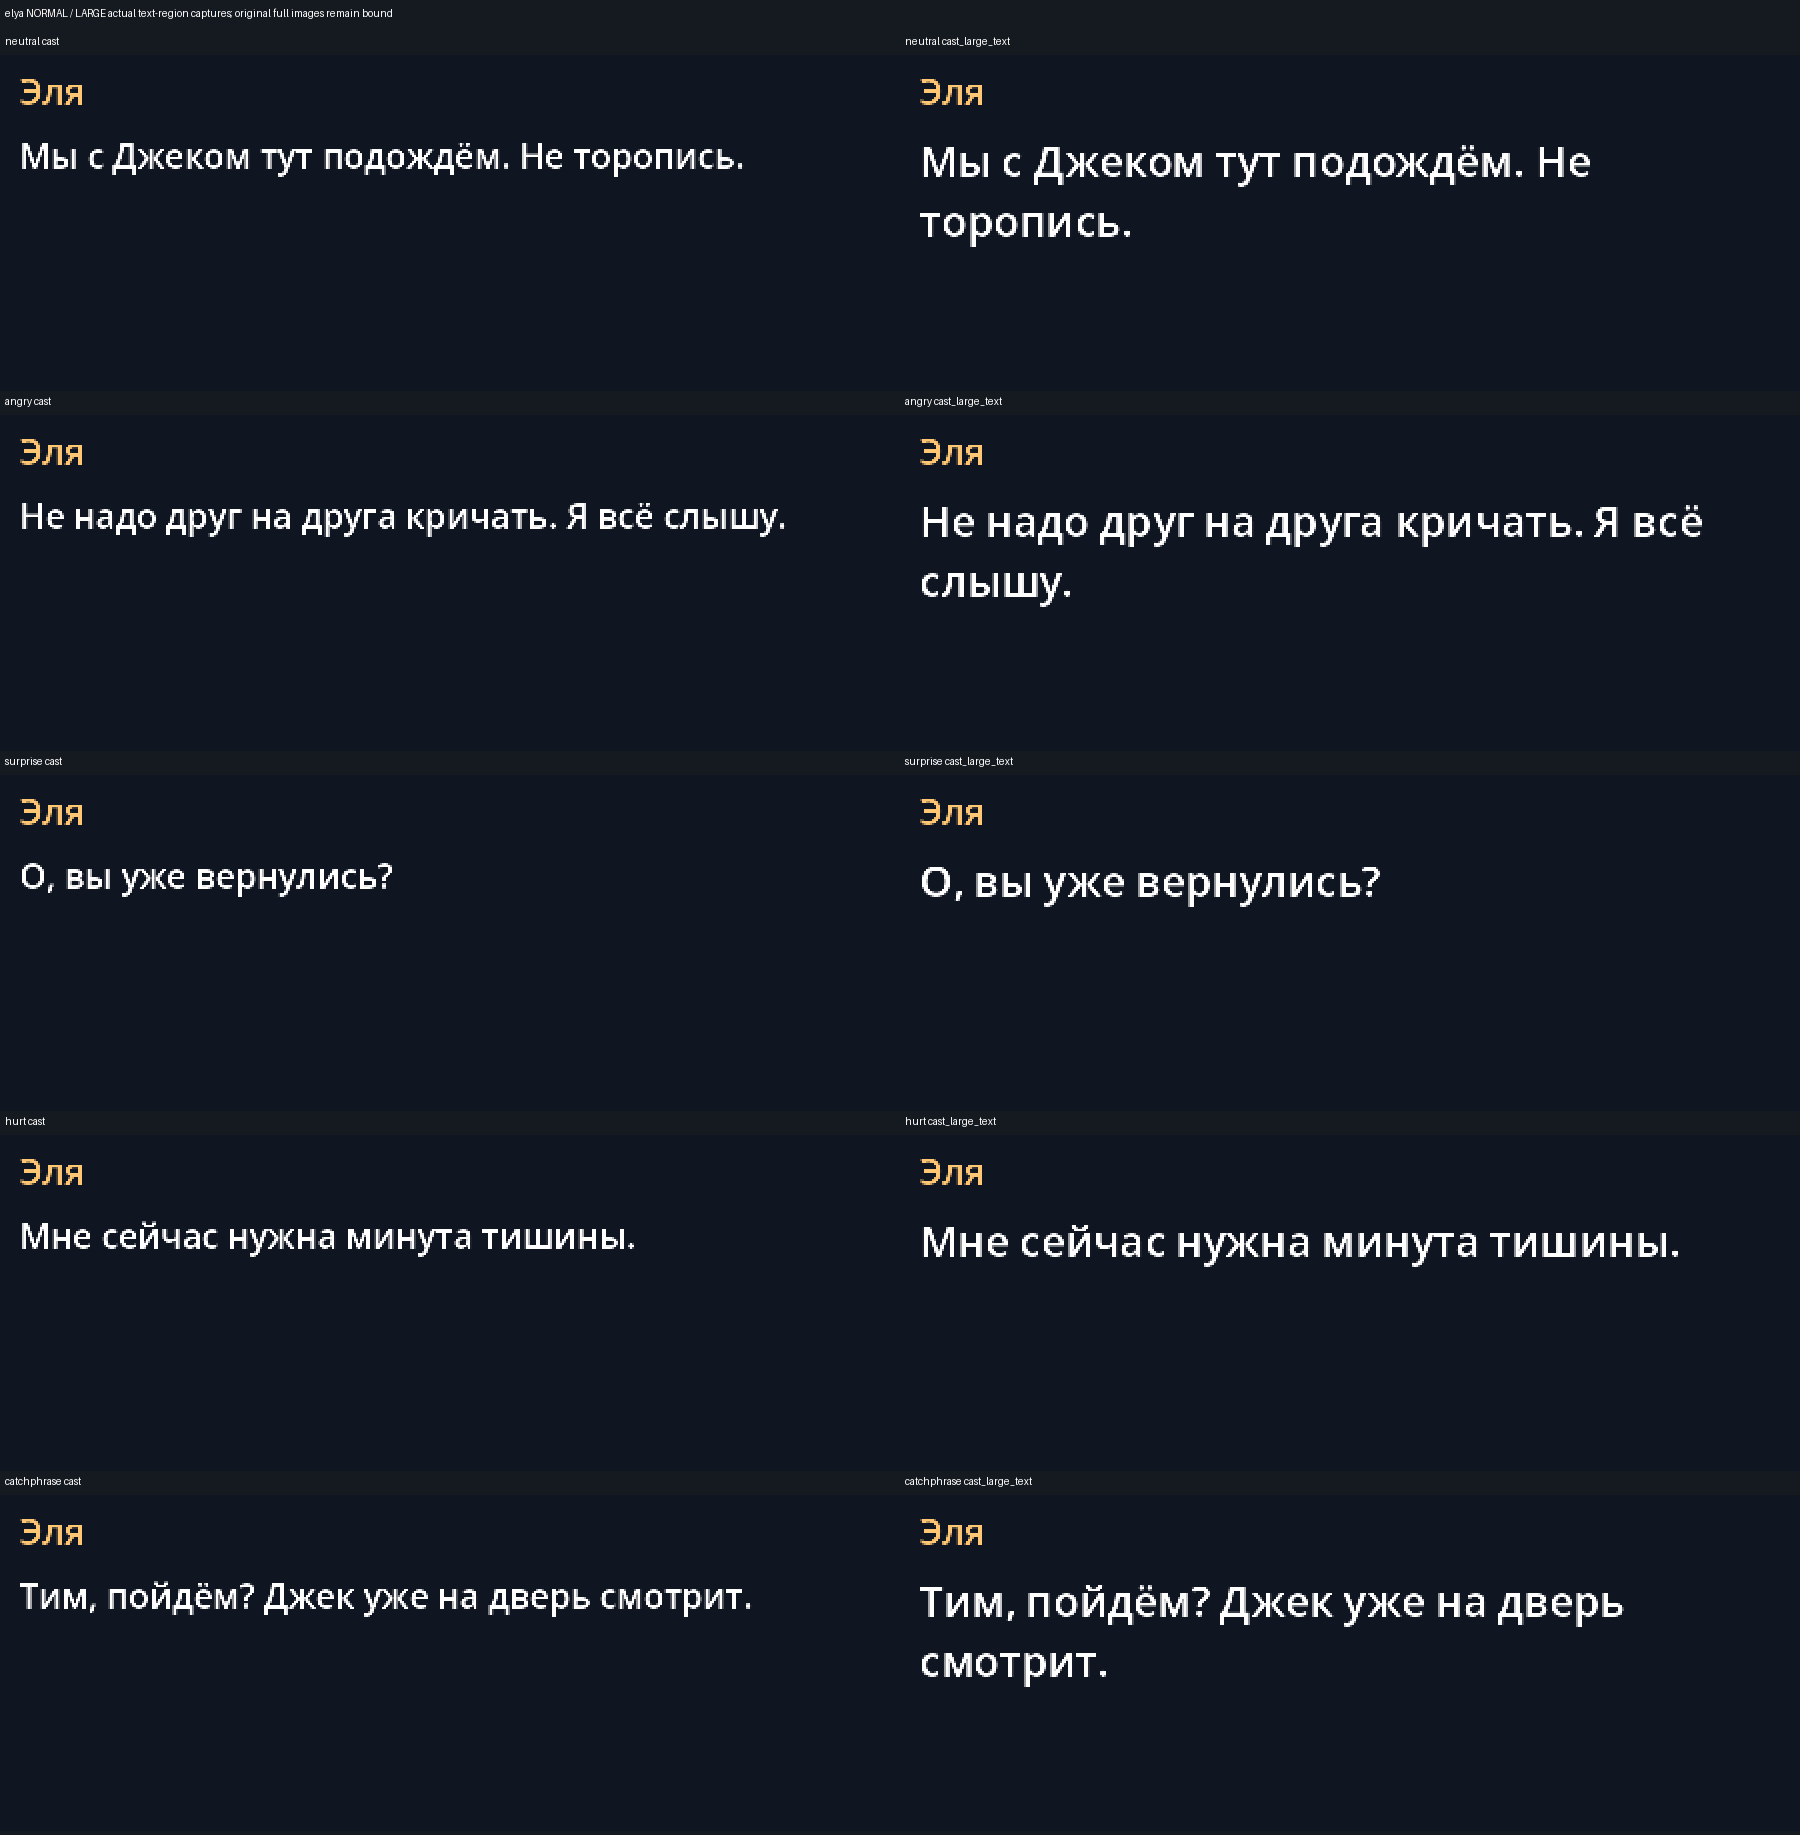 elya NORMAL / LARGE actual text-region captures; original full images remain bound
neutral cast
neutral cast_large_text
Эля
Эля
Мы с Джеком тут подождём. Не торопись.
Мы с Джеком тут подождём. Не
торопись.
angry cast
angry cast_large_text
Эля
Эля
Не надо друг на друга кричать. Я всё слышу.
Не надо друг на друга кричать. Я всё
слышу.
surprise cast
surprise cast_large_text
Эля
Эля
О, вы уже вернулись?
О, вы уже вернулись?
hurt cast
hurt cast_large_text
Эля
Эля
Мне сейчас нужна минута тишины.
Мне сейчас нужна минута тишины.
catchphrase cast
catchphrase cast_large_text
Эля
Эля
Тим, пойдём? Джек уже на дверь смотрит.
Тим, пойдём? Джек уже на дверь
смотрит.